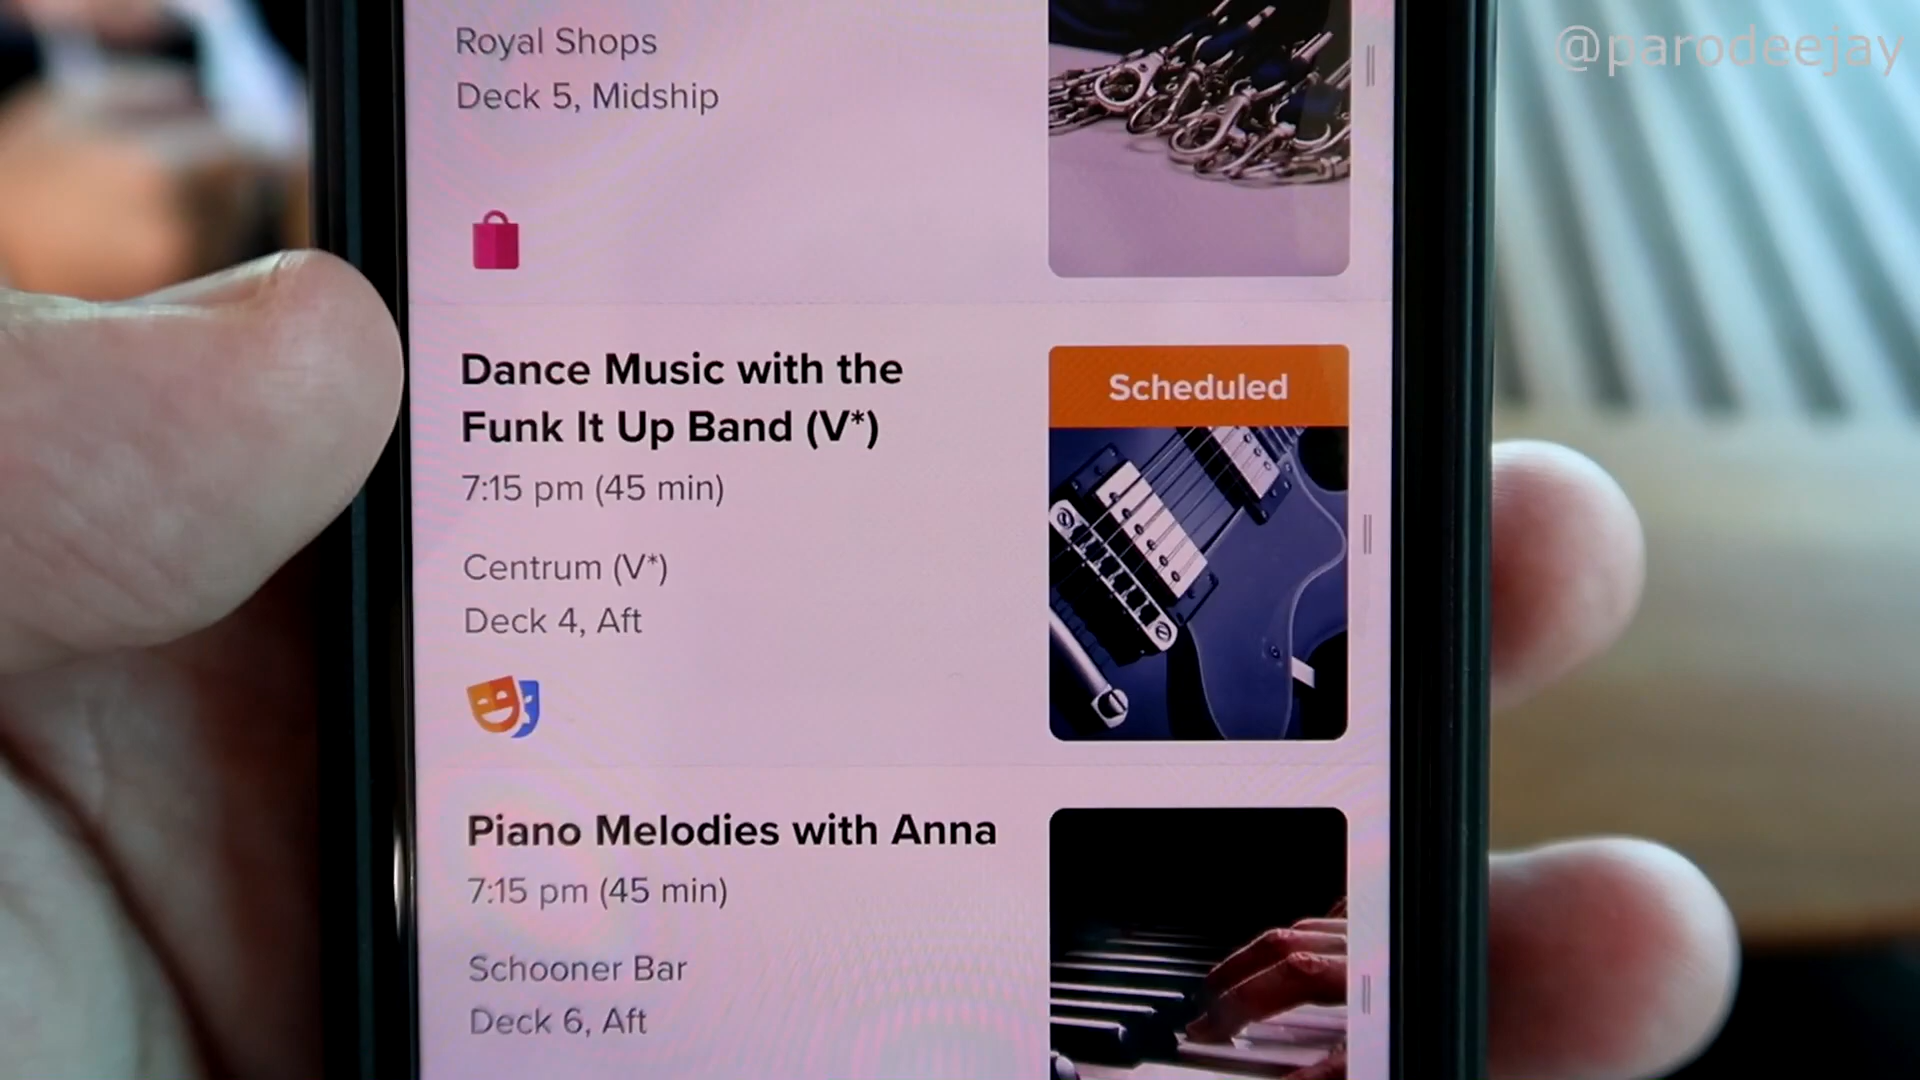 @parodeejay
Royal Shops
Deck 5, Midship
Dance Music with the
Funk It Up Band (V*)
7:15 pm (45 min)
Centrum (V*)
Deck 4, Aft
Scheduled
Piano Melodies with Anna
7:15 pm (45 min)
Schooner Bar
Deck 6, Aft